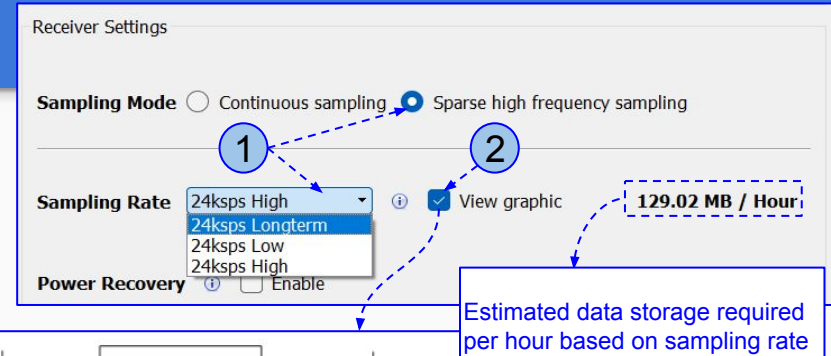 Receiver Settings
Sampling Mode Continuous sampling Sparse high frequency sampling
1
2
Sampling Rate 24ksps High View graphic 129.02 MB / Hour
24ksps Longterm
24ksps Low
24ksps High
Power Recovery Enable
Estimated data storage required
per hour based on sampling rate